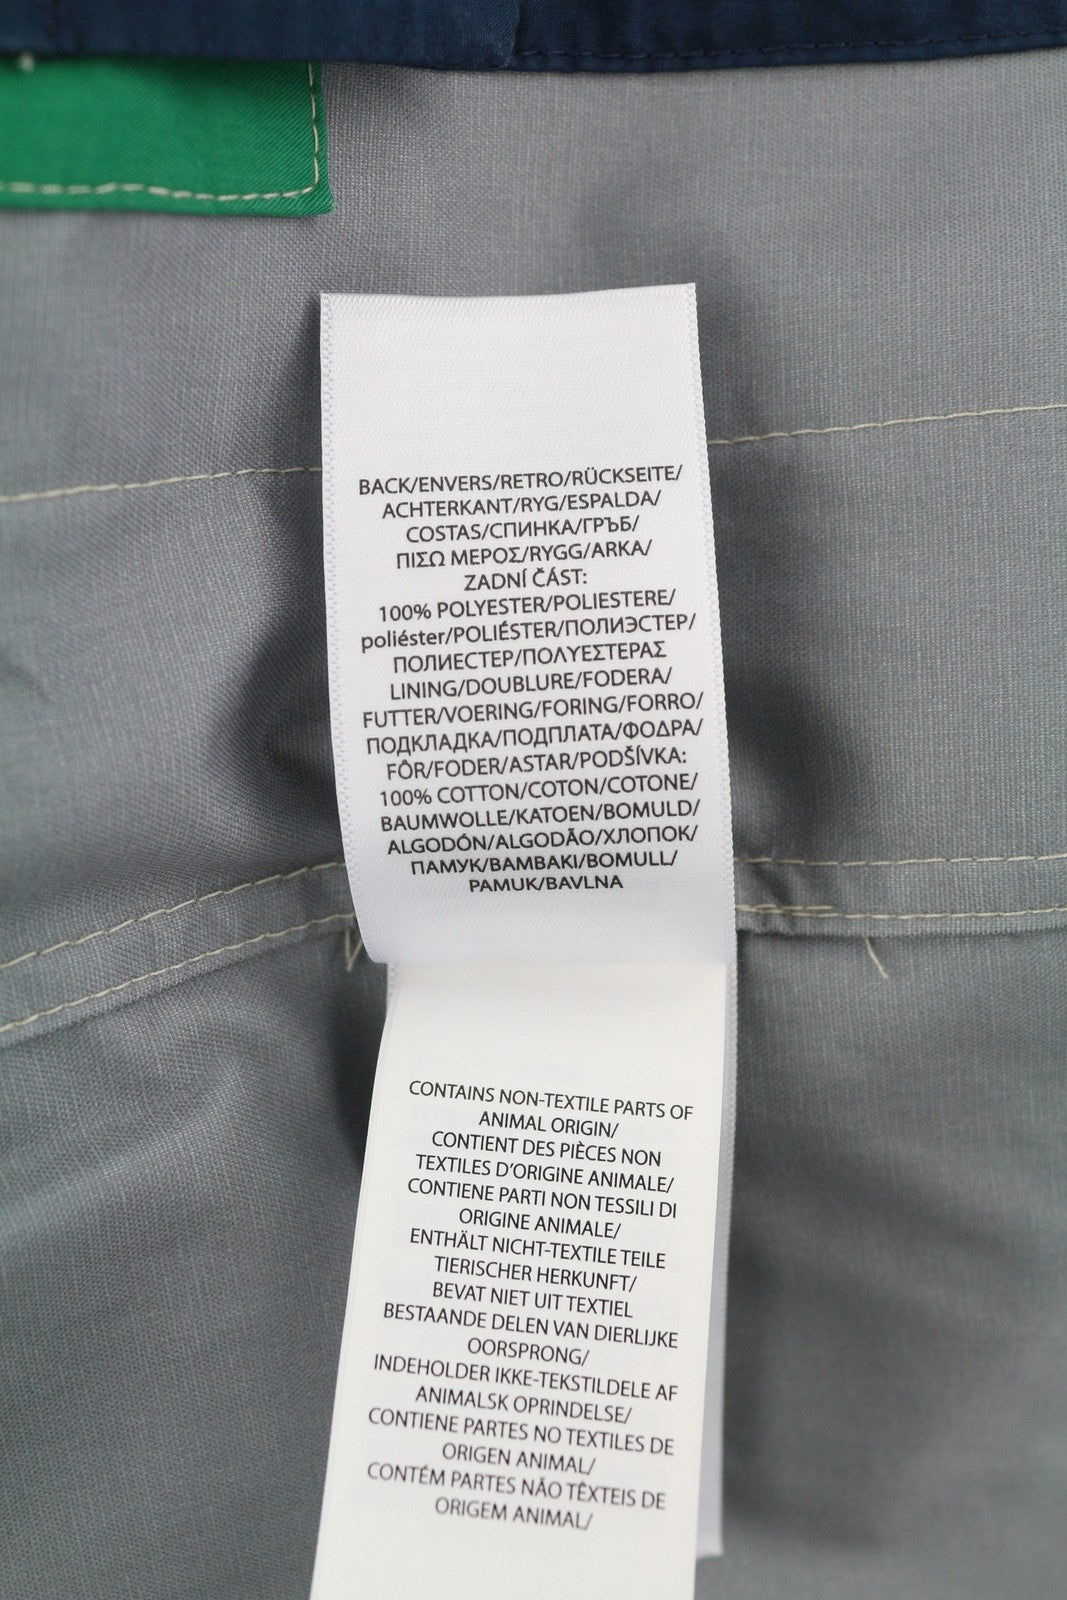 BACK/ENVERS/RETRO/RÜCKSEITE/
ACHTERKANT/RYG/ESPALDA/
COSTAS/СПИНКА/ГРЪБ/
ΠΙΣΩ ΜΕΡΟΣ/RYGG/ARKA/
ZADNÍ ČÁST:
100% POLYESTER/POLIESTERE/
poliéster/POLIÉSTER/ПОЛИЭСТЕР/
ПОЛИЕСТЕР/ΠΟΛΥΕΣΤΕΡΑΣ
LINING/DOUBLURE/FODERA/
FUTTER/VOERING/FORING/FORRO/
ПОДКЛАДКА/ПОДПЛАТА/ΦΟΔΡΑ/
FÔR/FODER/ASTAR/PODŠÍVKA:
100% COTTON/COTON/COTONE/
BAUMWOLLE/KATOEN/BOMULD/
ALGODÓN/ALGODÃO/ХЛОПОК/
ПАМУК/ΒΑΜΒΑΚΙ/BOMULL/
PAMUK/BAVLNA
CONTAINS NON-TEXTILE PARTS OF
ANIMAL ORIGIN/
CONTIENT DES PIÈCES NON
TEXTILES D'ORIGINE ANIMALE/
CONTIENE PARTI NON TESSILI DI
ORIGINE ANIMALE/
ENTHÄLT NICHT-TEXTILE TEILE
TIERISCHER HERKUNFT/
BEVAT NIET UIT TEXTIEL
BESTAANDE DELEN VAN DIERLIJKE
OORSPRONG/
INDEHOLDER IKKE-TEKSTILDELE AF
ANIMALSK OPRINDELSE/
CONTIENE PARTES NO TEXTILES DE
ORIGEN ANIMAL/
CONTÉM PARTES NÃO TÊXTEIS DE
ORIGEM ANIMAL/